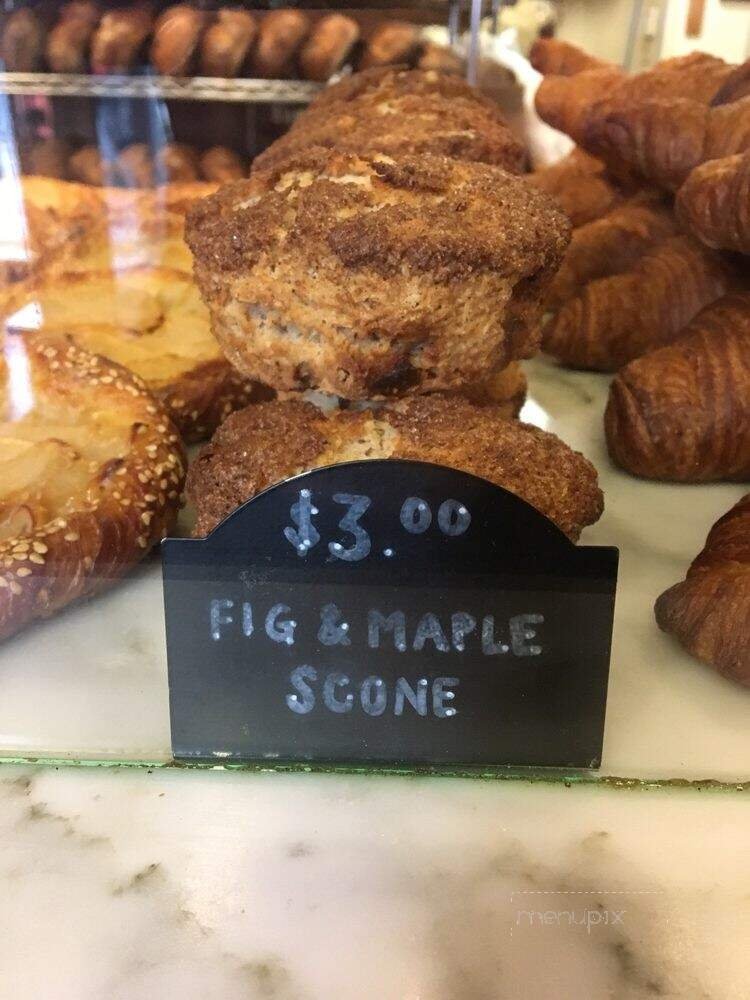 $3.00
FIG & MAPLE
SCONE
menupix